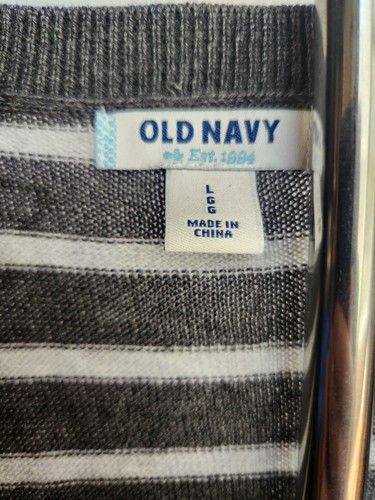 OLD NAVY
Est. 1994
L
G
G
MADE IN
CHINA